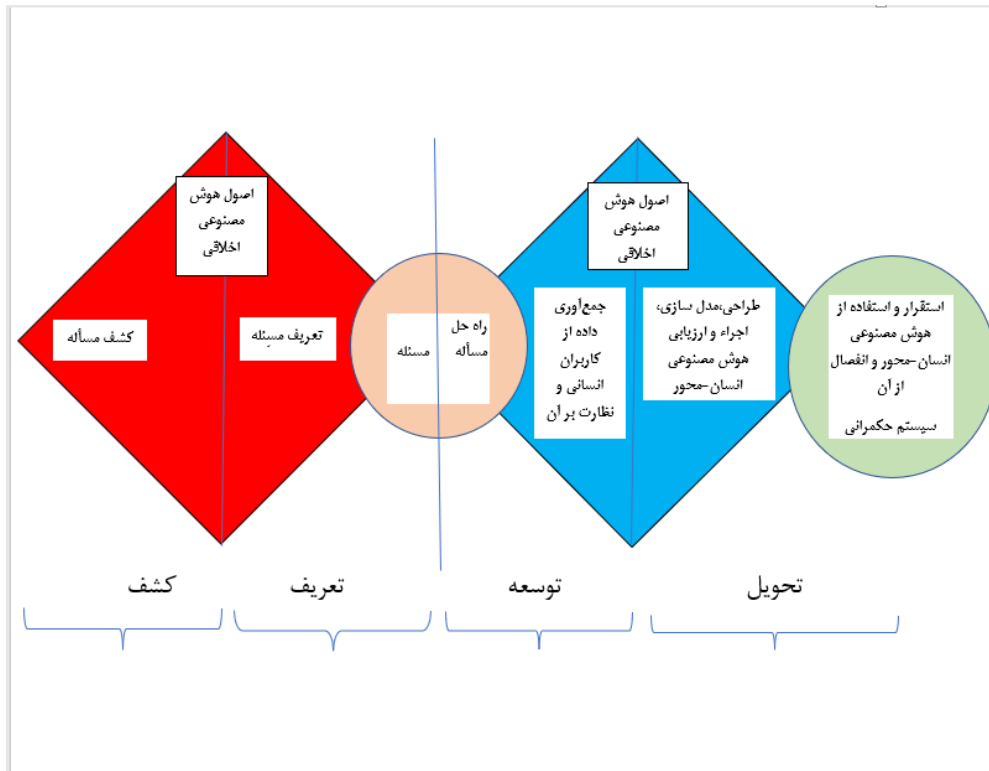 اصول هوش
مصنوعی
اخلاقی
کشف مسأله
تعریف مسئله
مسئله
راه حل
مسأله
اصول هوش
مصنوعی
اخلاقی
جمع‌آوری
داده از
کاربران
انسانی و
نظارت بر آن
طراحی،مدل سازی،
اجراء و ارزیابی
هوش مصنوعی
انسان-محور
استقرار و استفاده از
هوش مصنوعی
انسان-محور و انفصال
از آن
سیستم حکمرانی
کشف
تعریف
توسعه
تحویل